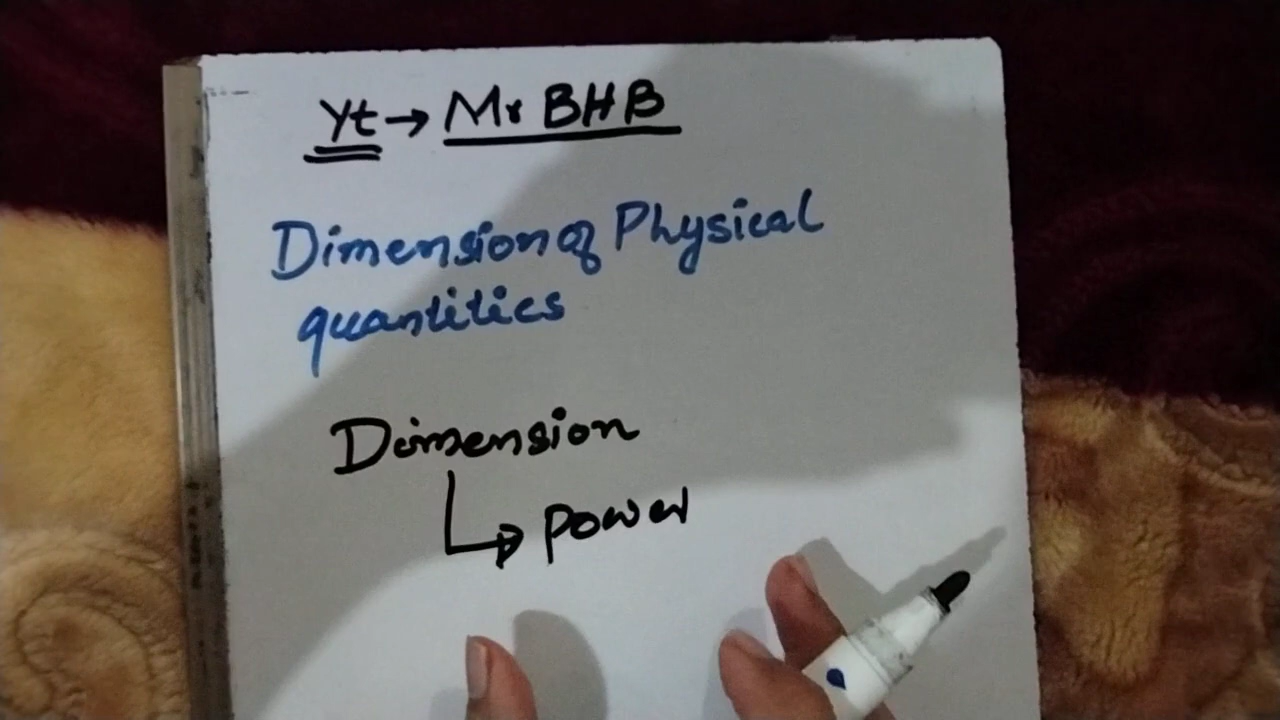 Yt → Mr BHB
Dimension of Physical
quantities
Dimension
↳ Power